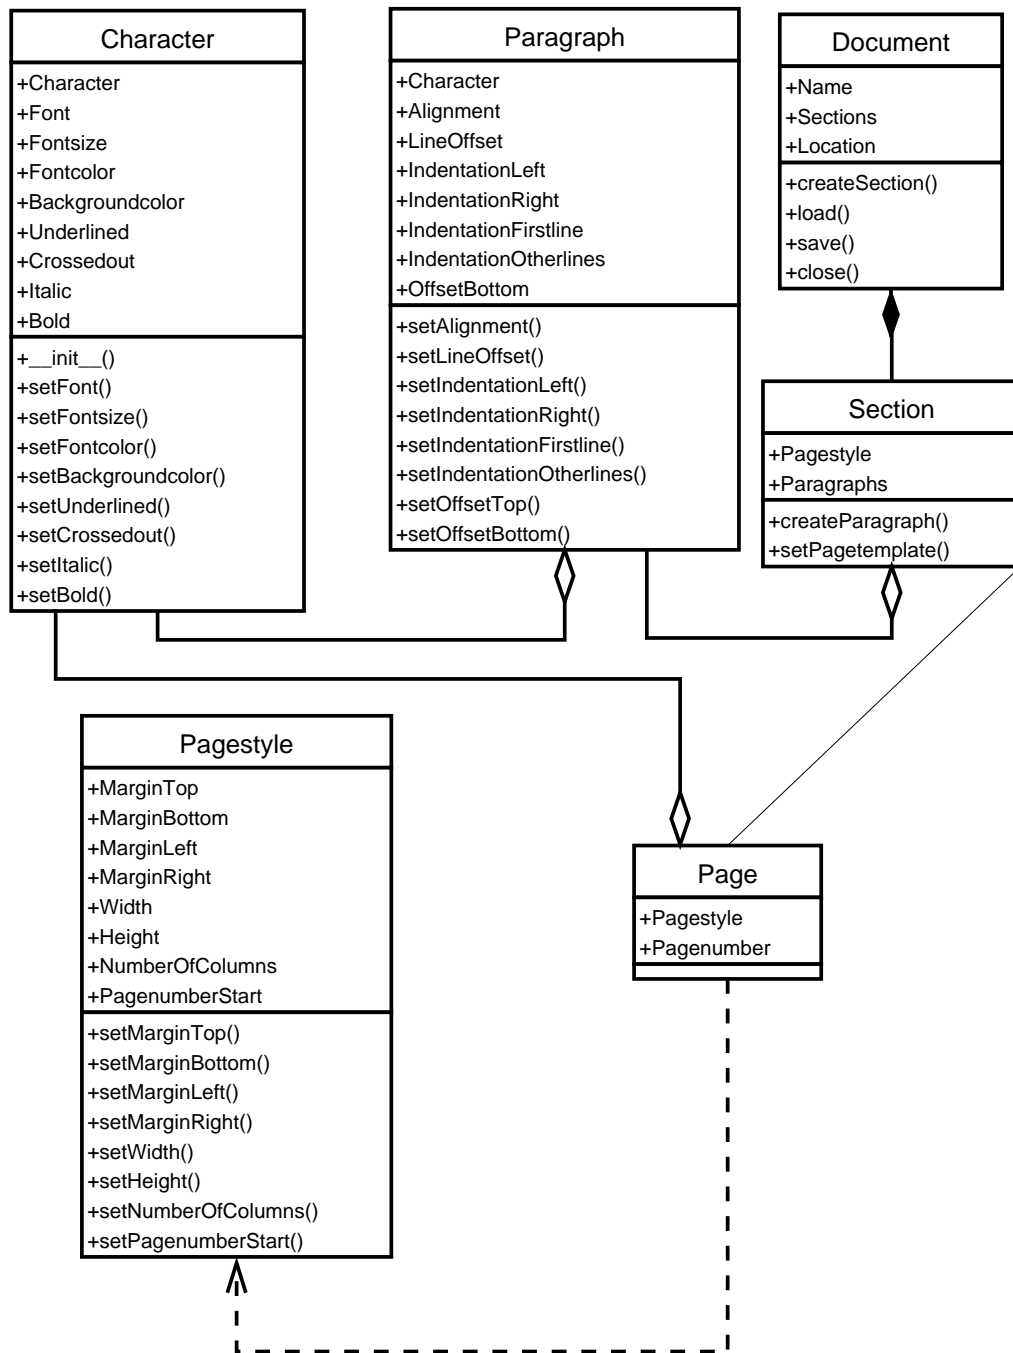 Character
+Character
+Font
+Fontsize
+Fontcolor
+Backgroundcolor
+Underlined
+Crossedout
+Italic
+Bold
+__init__()
+setFont()
+setFontsize()
+setFontcolor()
+setBackgroundcolor()
+setUnderlined()
+setCrossedout()
+setItalic()
+setBold()
Paragraph
+Character
+Alignment
+LineOffset
+IndentationLeft
+IndentationRight
+IndentationFirstline
+IndentationOtherlines
+OffsetBottom
+setAlignment()
+setLineOffset()
+setIndentationLeft()
+setIndentationRight()
+setIndentationFirstline()
+setIndentationOtherlines()
+setOffsetTop()
+setOffsetBottom()
Document
+Name
+Sections
+Location
+createSection()
+load()
+save()
+close()
Section
+Pagestyle
+Paragraphs
+createParagraph()
+setPagetemplate()
Pagestyle
+MarginTop
+MarginBottom
+MarginLeft
+MarginRight
+Width
+Height
+NumberOfColumns
+PagenumberStart
+setMarginTop()
+setMarginBottom()
+setMarginLeft()
+setMarginRight()
+setWidth()
+setHeight()
+setNumberOfColumns()
+setPagenumberStart()
Page
+Pagestyle
+Pagenumber